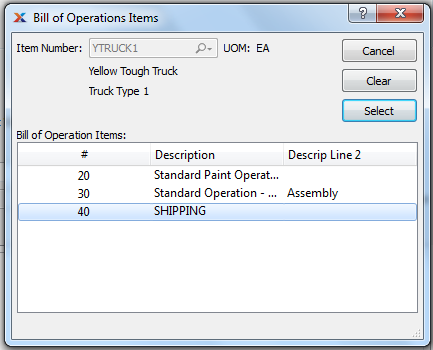 Bill of Operations Items
Item Number: YTRUCK1 UOM: EA Cancel
Yellow Tough Truck Clear
Truck Type 1
Select
Bill of Operation Items:
# Description Descrip Line 2
20 Standard Paint Operat...
30 Standard Operation - ... Assembly
40 SHIPPING